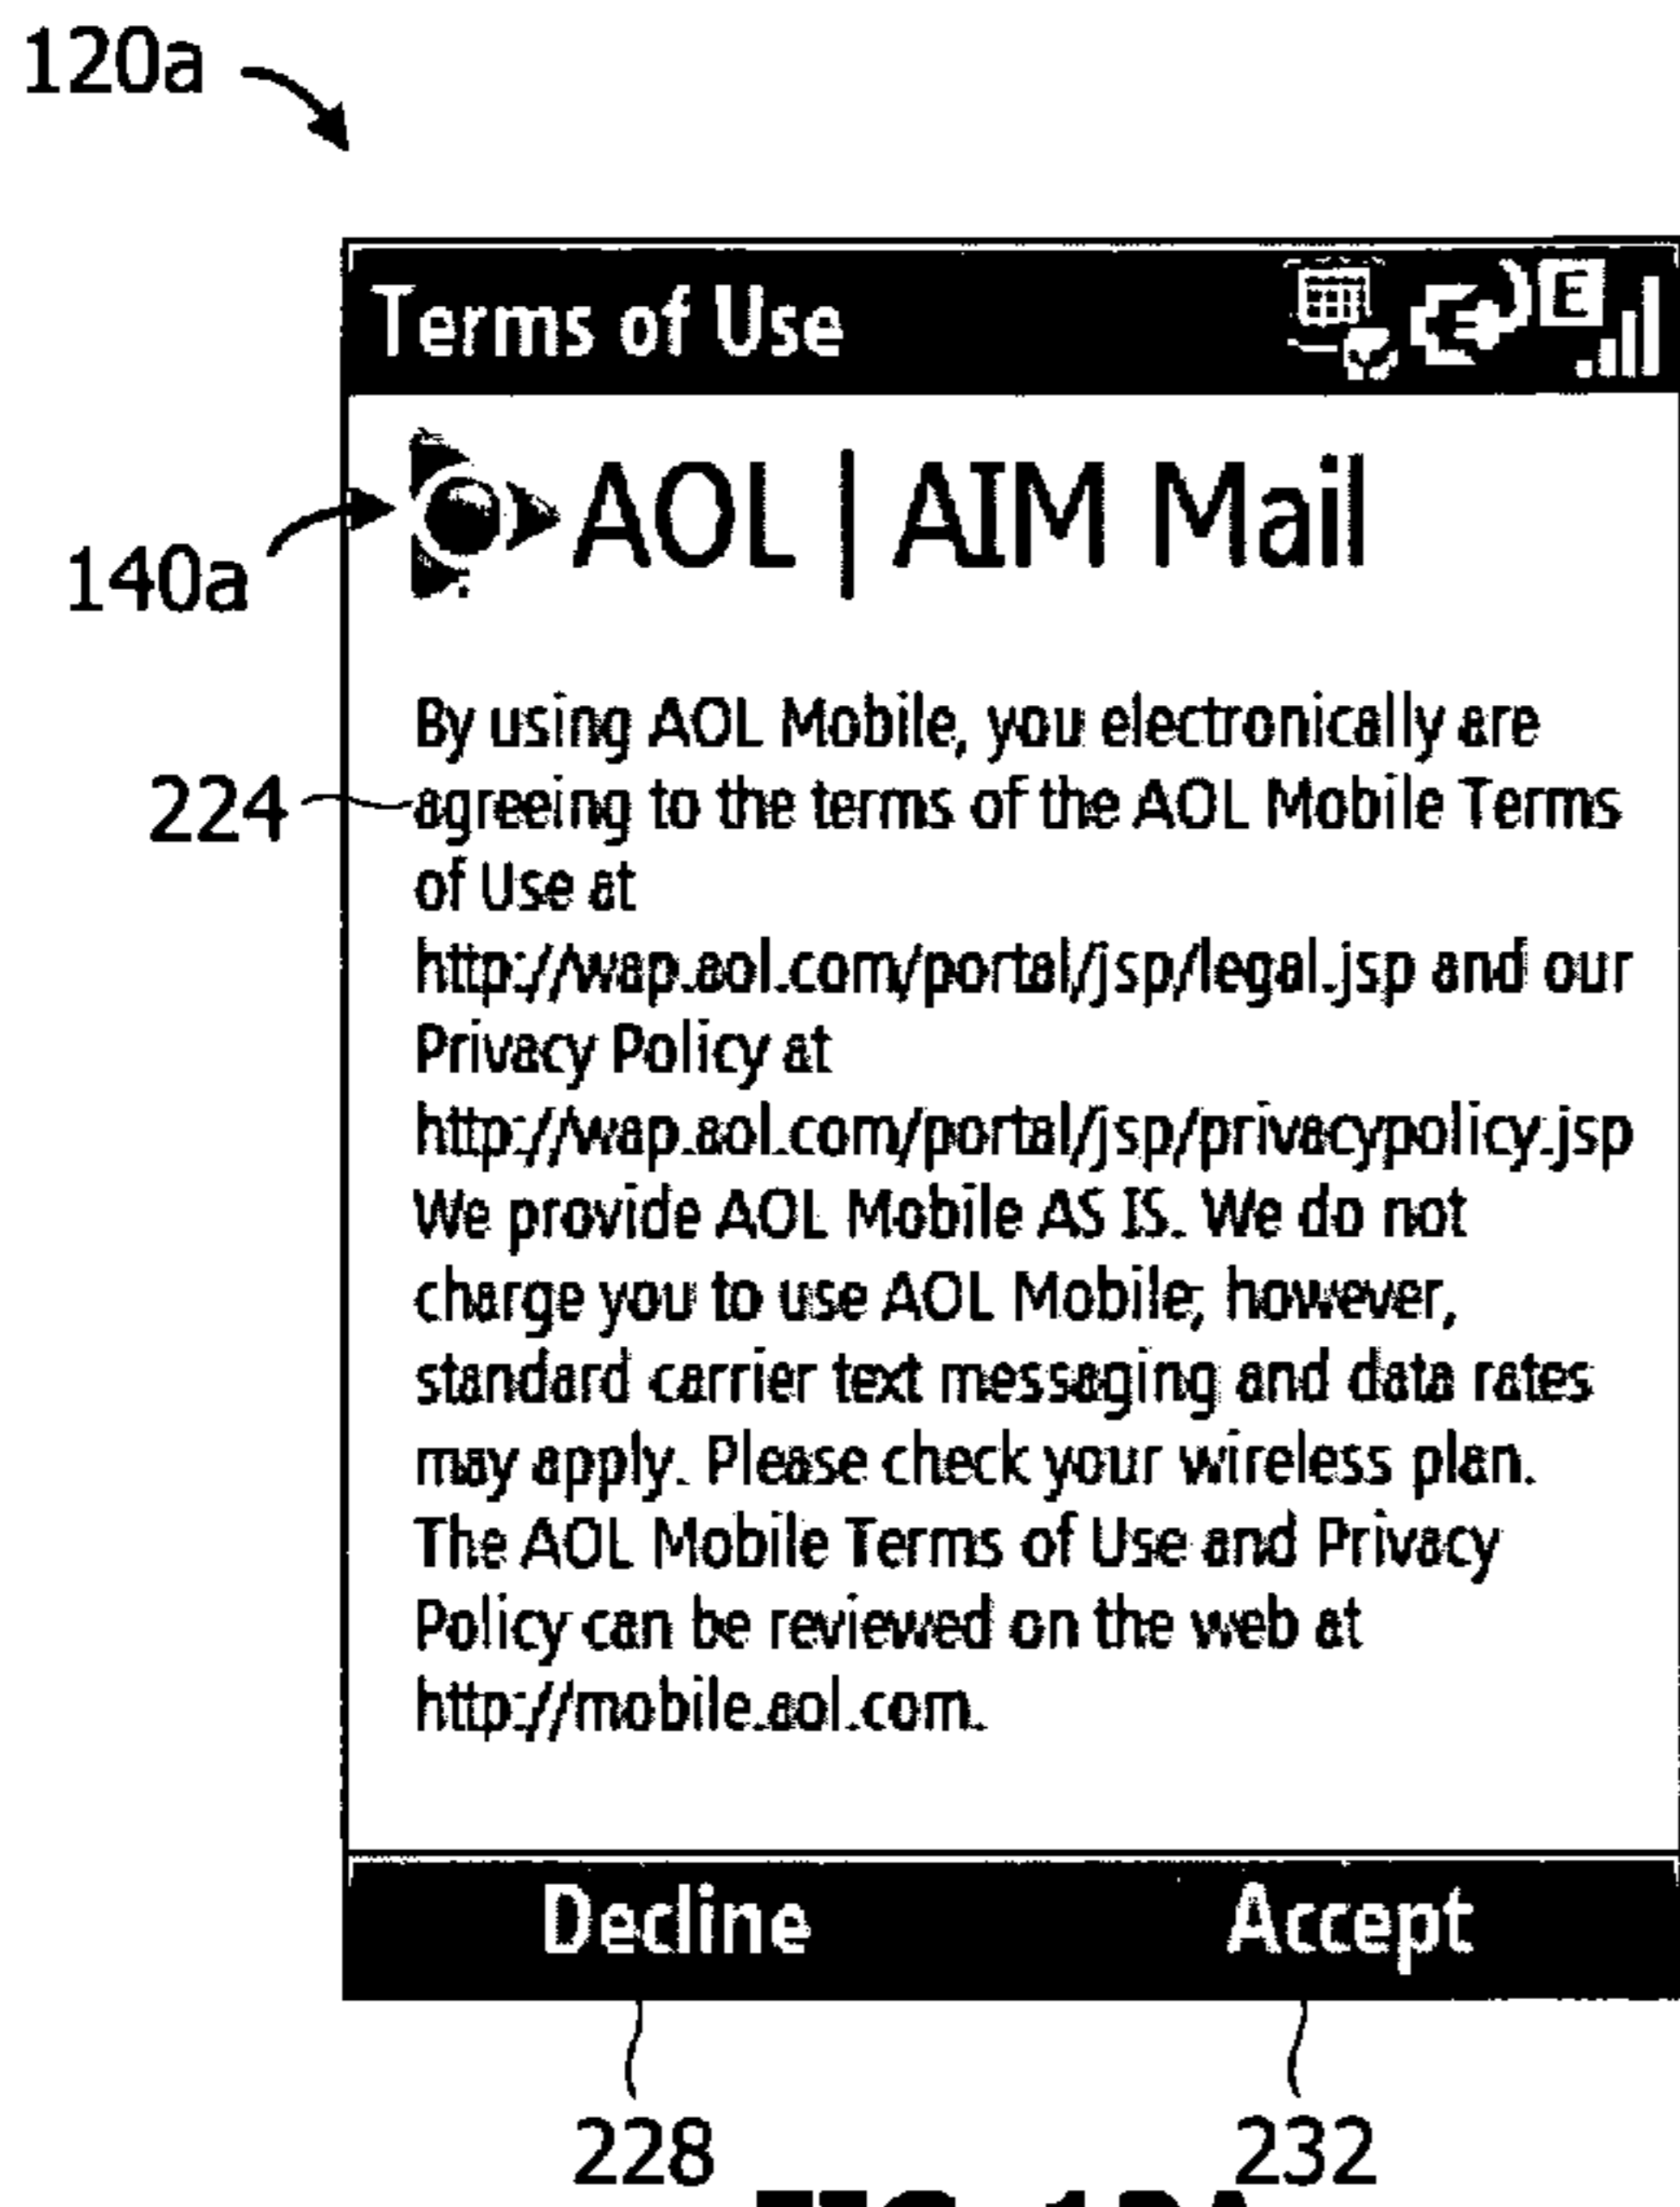 120a
Terms of Use
E
AOL | AIM Mail
140a
By using AOL Mobile, you electronically are
224
agreeing to the terms of the AOL Mobile Terms
of Use at
http://wap.aol.com/portal/jsp/legal.jsp and our
Privacy Policy at
http://wap.aol.com/portal/jsp/privacypolicy.jsp
We provide AOL Mobile AS IS. We do not
charge you to use AOL Mobile; however,
standard carrier text messaging and data rates
may apply. Please check your wireless plan.
The AOL Mobile Terms of Use and Privacy
Policy can be reviewed on the web at
http://mobile.aol.com.
Decline Accept
228 232